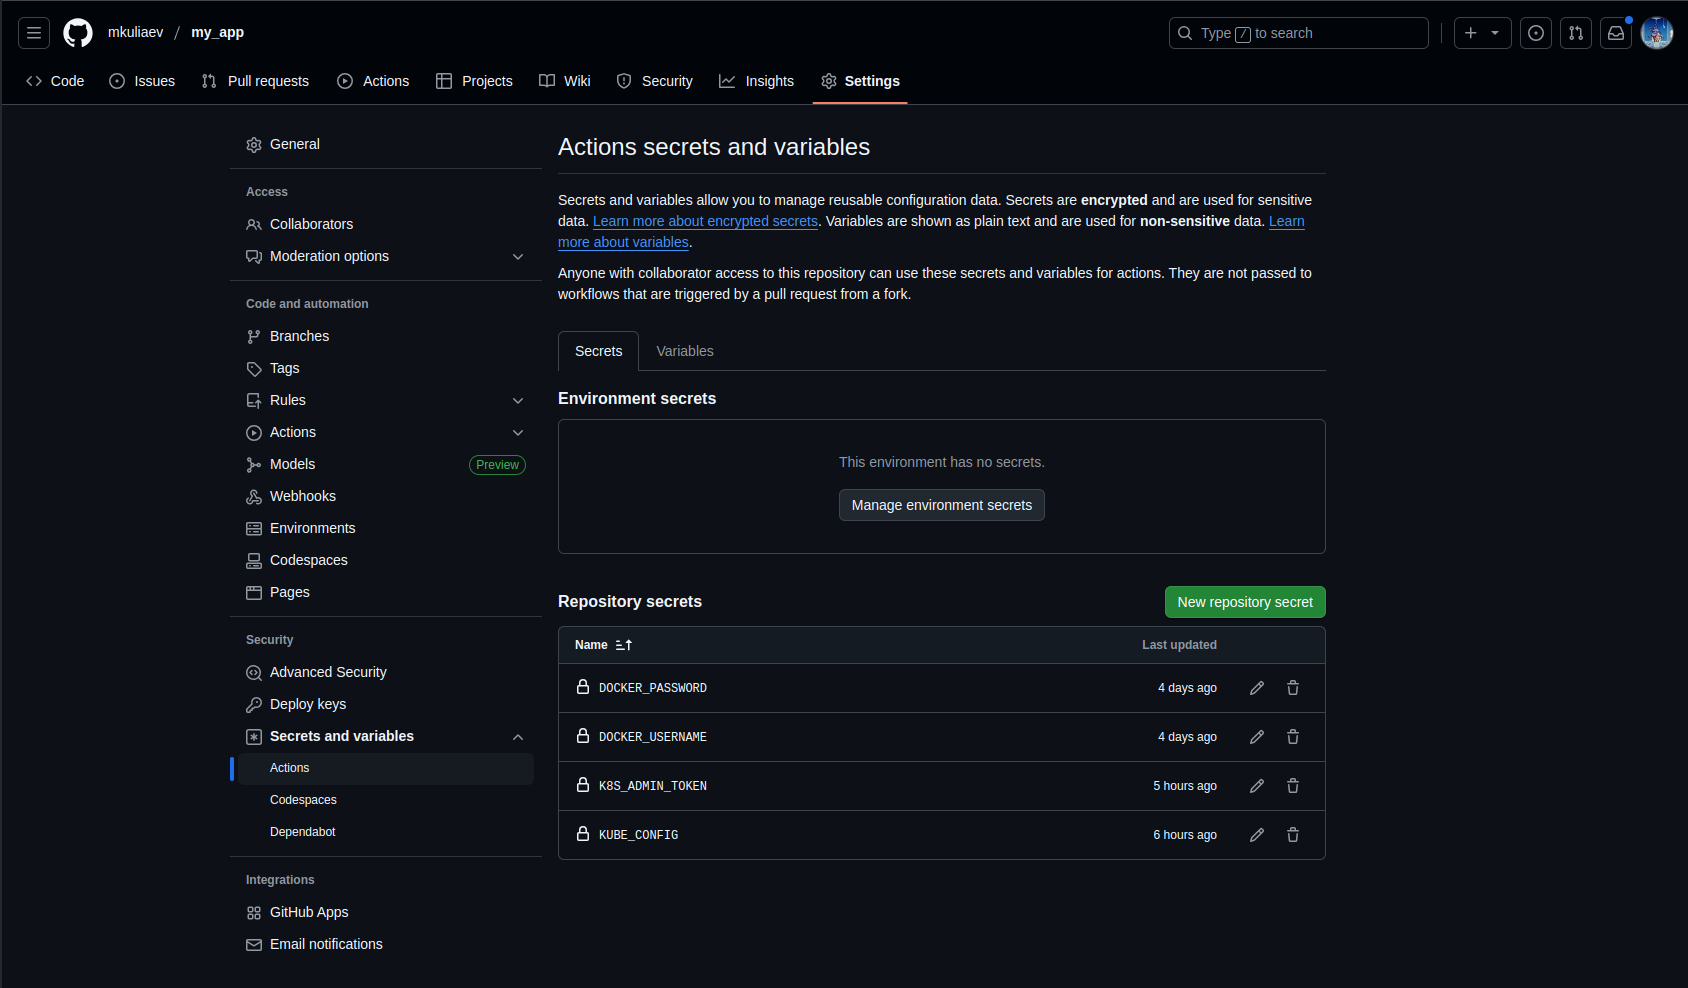 mkuliaev / my_app
Type / to search
Code
Issues
Pull requests
Actions
Projects
Wiki
Security
Insights
Settings
General
Access
Collaborators
Moderation options
Code and automation
Branches
Tags
Rules
Actions
Models
Preview
Webhooks
Environments
Codespaces
Pages
Security
Advanced Security
Deploy keys
Secrets and variables
Actions
Codespaces
Dependabot
Integrations
GitHub Apps
Email notifications
Actions secrets and variables
Secrets and variables allow you to manage reusable configuration data. Secrets are encrypted and are used for sensitive
data. Learn more about encrypted secrets. Variables are shown as plain text and are used for non-sensitive data. Learn
more about variables.
Anyone with collaborator access to this repository can use these secrets and variables for actions. They are not passed to
workflows that are triggered by a pull request from a fork.
Secrets
Variables
Environment secrets
This environment has no secrets.
Manage environment secrets
Repository secrets
New repository secret
Name
Last updated
DOCKER_PASSWORD
4 days ago
DOCKER_USERNAME
4 days ago
K8S_ADMIN_TOKEN
5 hours ago
KUBE_CONFIG
6 hours ago